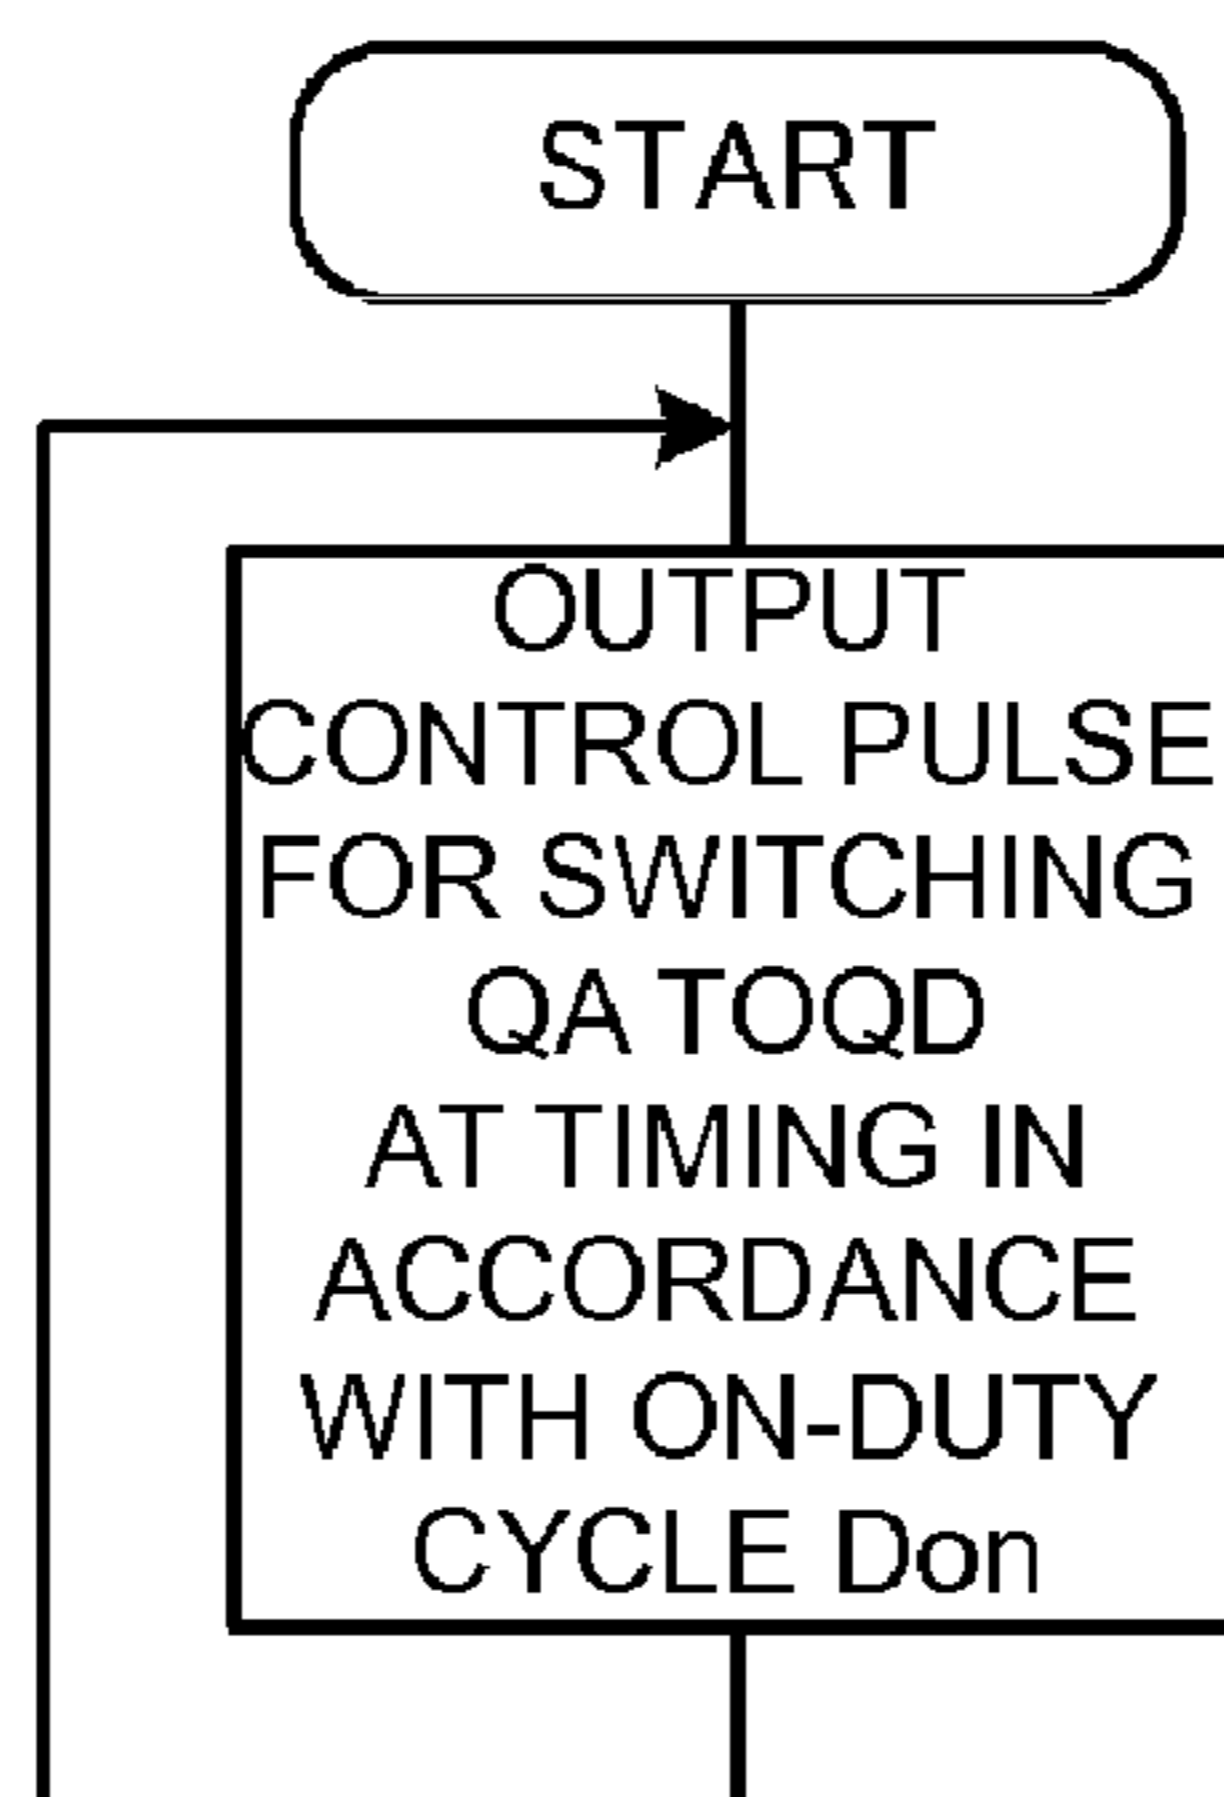 START
OUTPUT
CONTROL PULSE
FOR SWITCHING
QA TOQD
AT TIMING IN
ACCORDANCE
WITH ON-DUTY
CYCLE Don